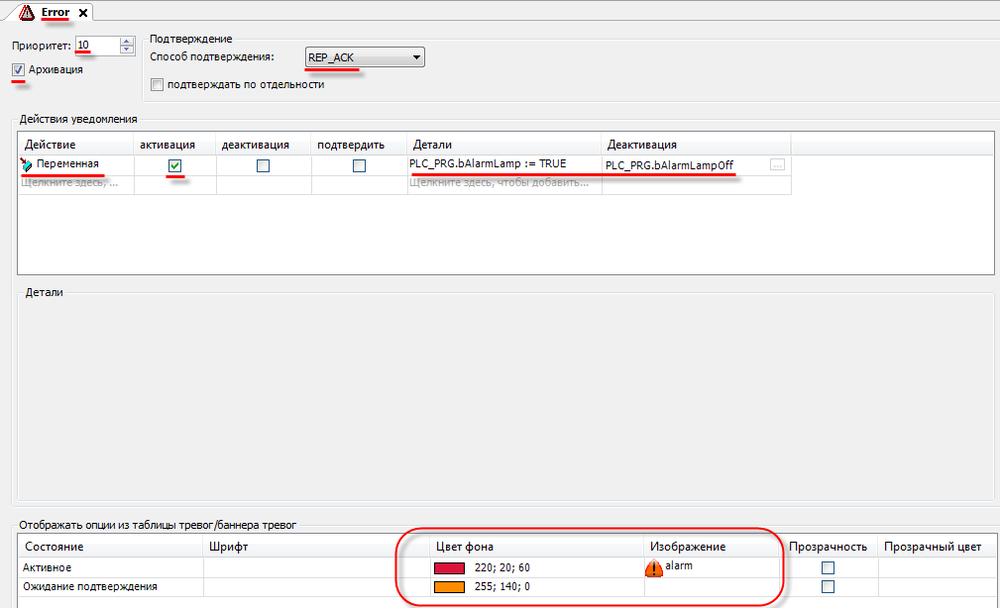 Error
Приоритет: 10
Архивация
Подтверждение
Способ подтверждения: REP_ACK
подтверждать по отдельности
Действия уведомления
Действие активация деактивация подтвердить Детали Деактивация
Переменная PLC_PRG.bAlarmLamp := TRUE PLC_PRG.bAlarmLampOff ...
Щелкните здесь, ... Щелкните здесь, чтобы добавить...
Детали
Отображать опции из таблицы тревог/баннера тревог
Состояние Шрифт Цвет фона Изображение Прозрачность Прозрачный цвет
Активное 220; 20; 60 alarm
Ожидание подтверждения 255; 140; 0